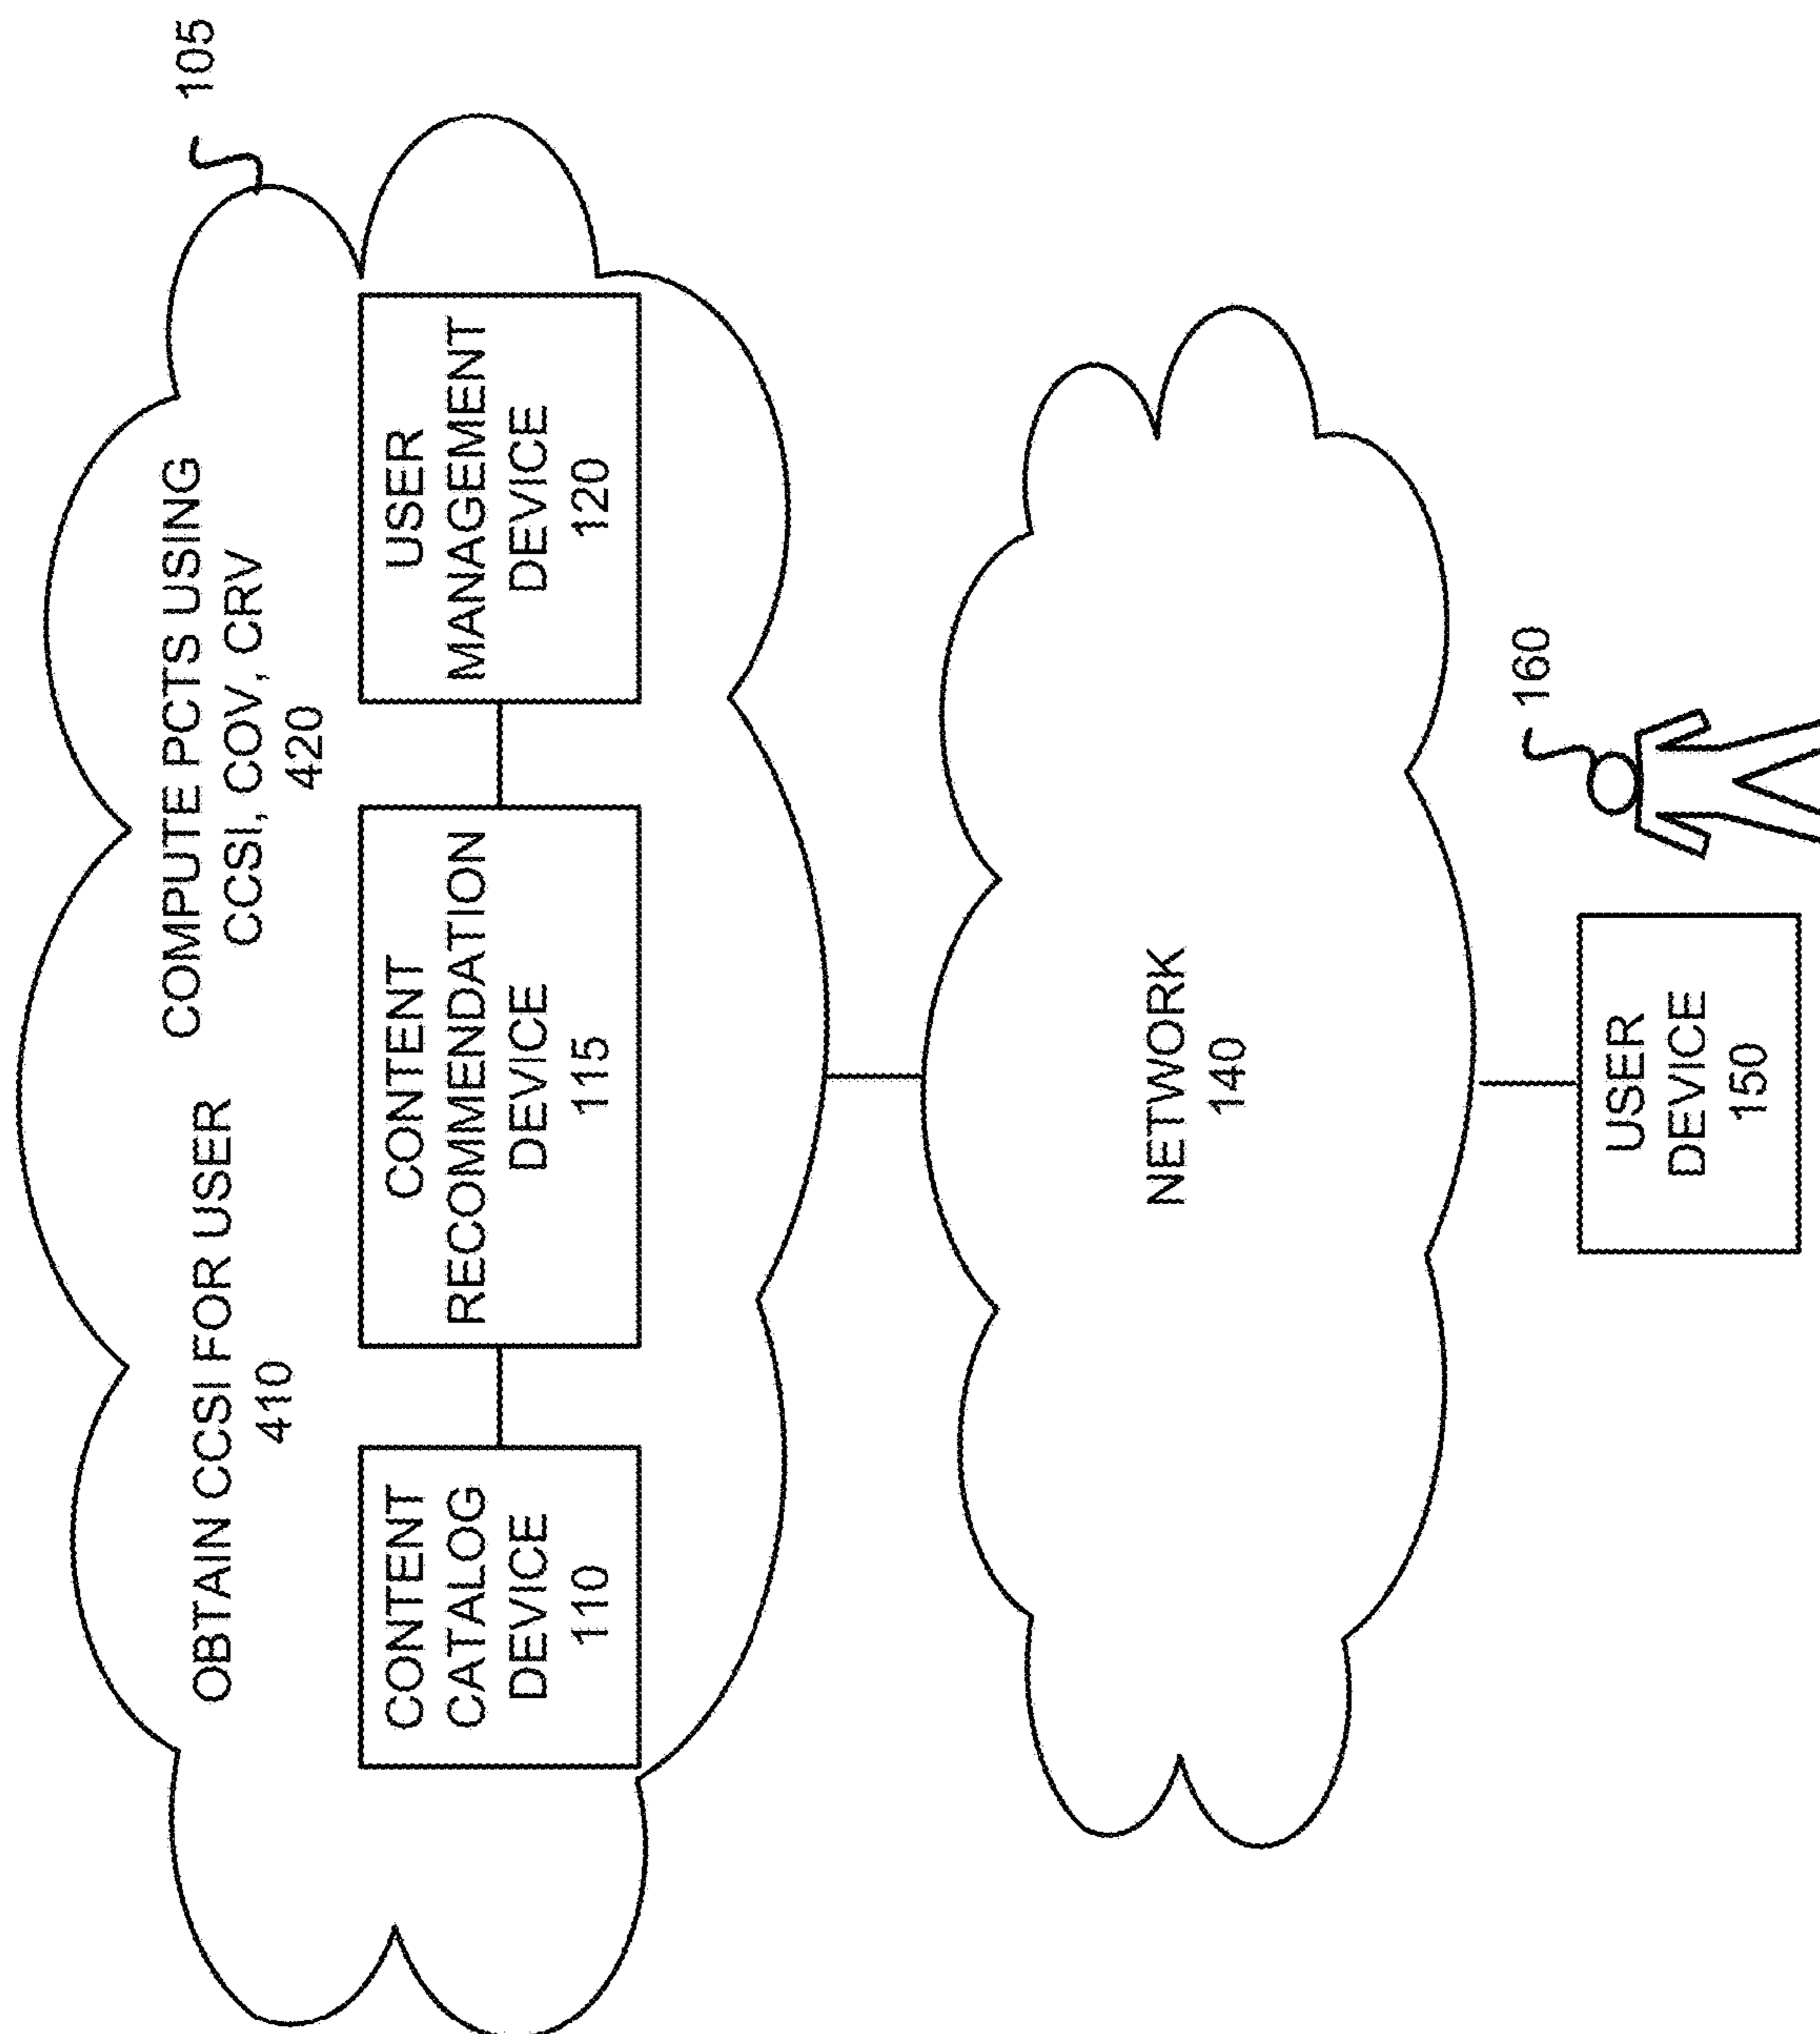 105
OBTAIN CCSI FOR USER
410
COMPUTE PCTS USING
CCSI, COV, CRV
420
CONTENT
CATALOG
DEVICE
110
CONTENT
RECOMMENDATION
DEVICE
115
USER
MANAGEMENT
DEVICE
120
NETWORK
140
USER
DEVICE
150
160